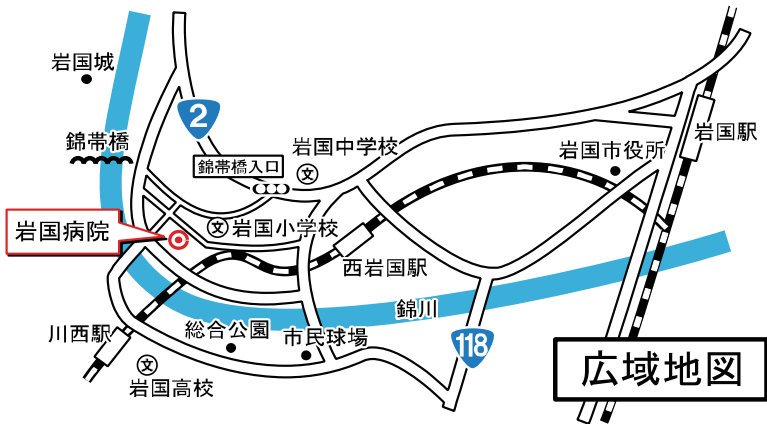 岩国城
2
錦帯橋
岩国中学校
錦帯橋入口
文
岩国市役所
岩国駅
岩国病院
文
岩国小学校
西岩国駅
錦川
川西駅
総合公園
市民球場
118
文
岩国高校
広域地図